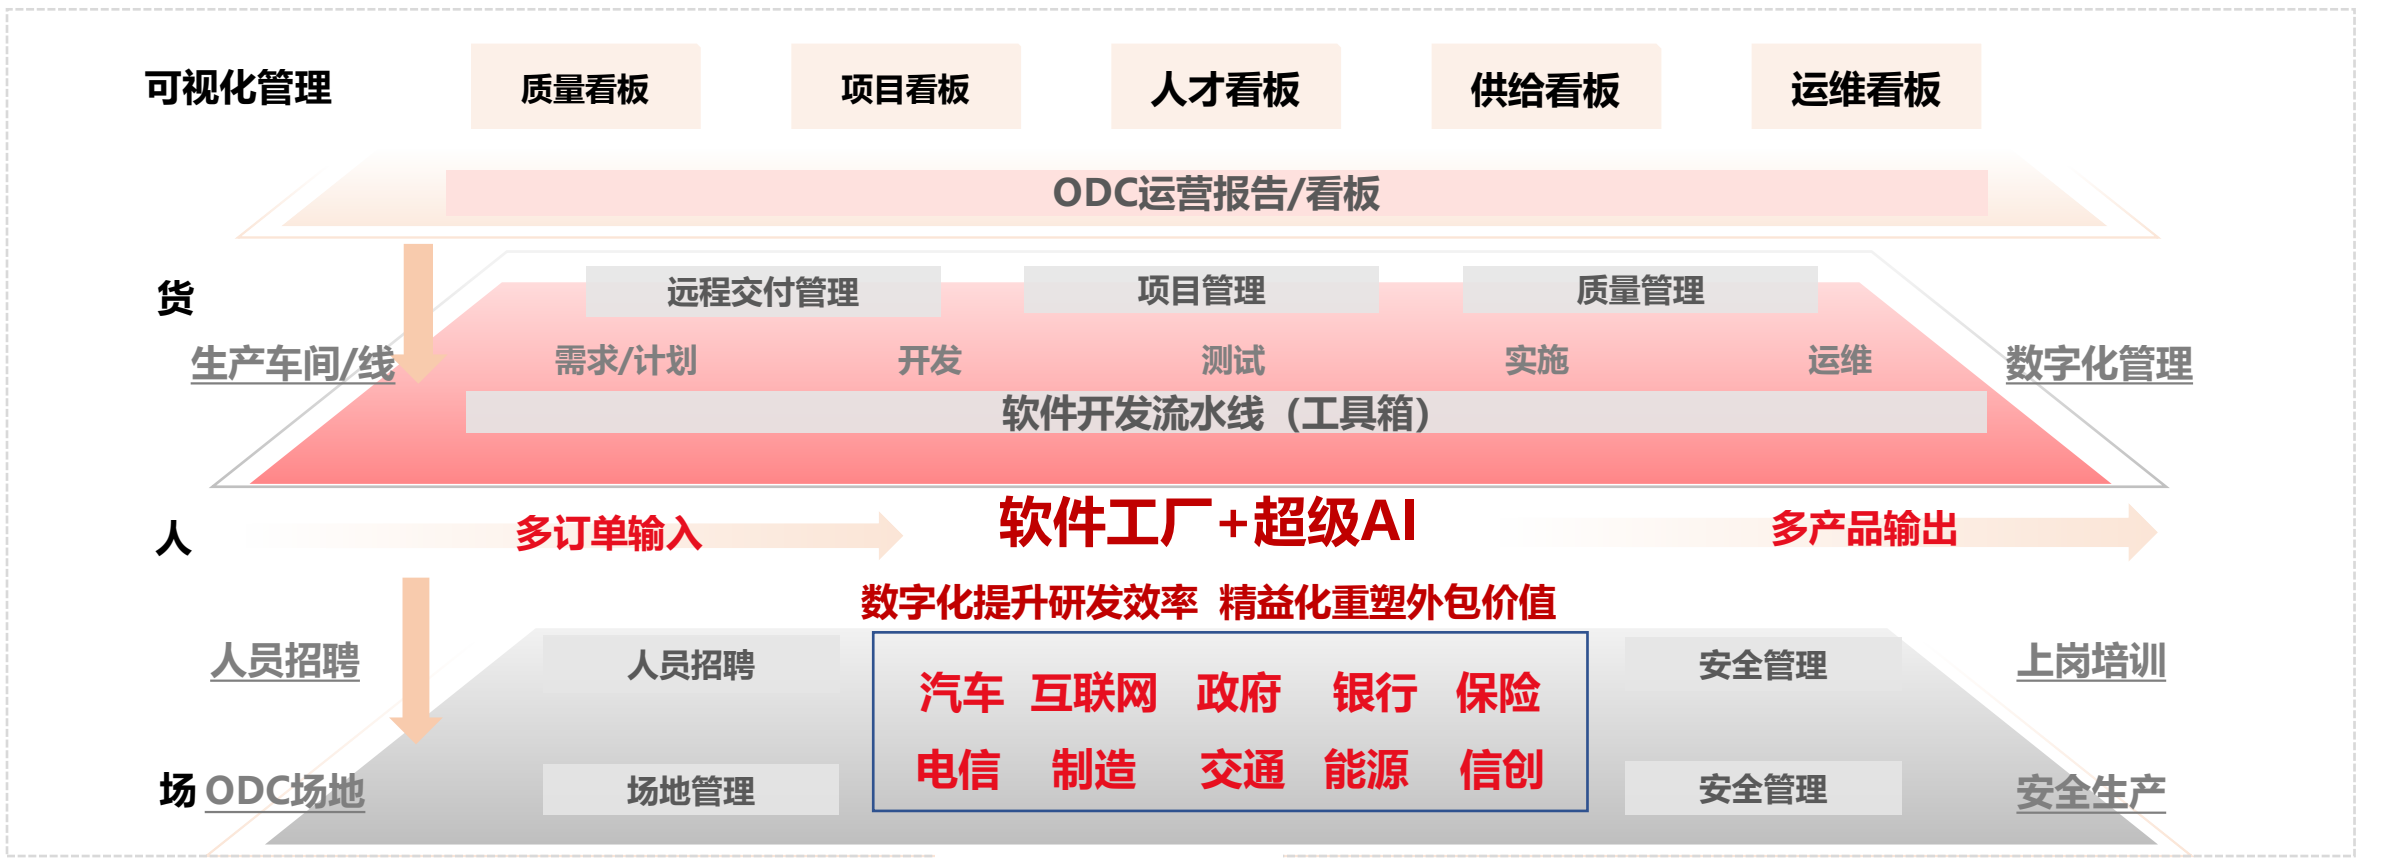 可视化管理 质量看板 项目看板 人才看板 供给看板 运维看板
ODC运营报告/看板
货 远程交付管理 项目管理 质量管理
生产车间/线 需求/计划 开发 测试 实施 运维 数字化管理
软件开发流水线（工具箱）
人 多订单输入 软件工厂+超级AI 多产品输出
数字化提升研发效率 精益化重塑外包价值
人员招聘 人员招聘 汽车 互联网 政府 银行 保险 安全管理 上岗培训
场 ODC场地 场地管理 电信 制造 交通 能源 信创 安全管理 安全生产